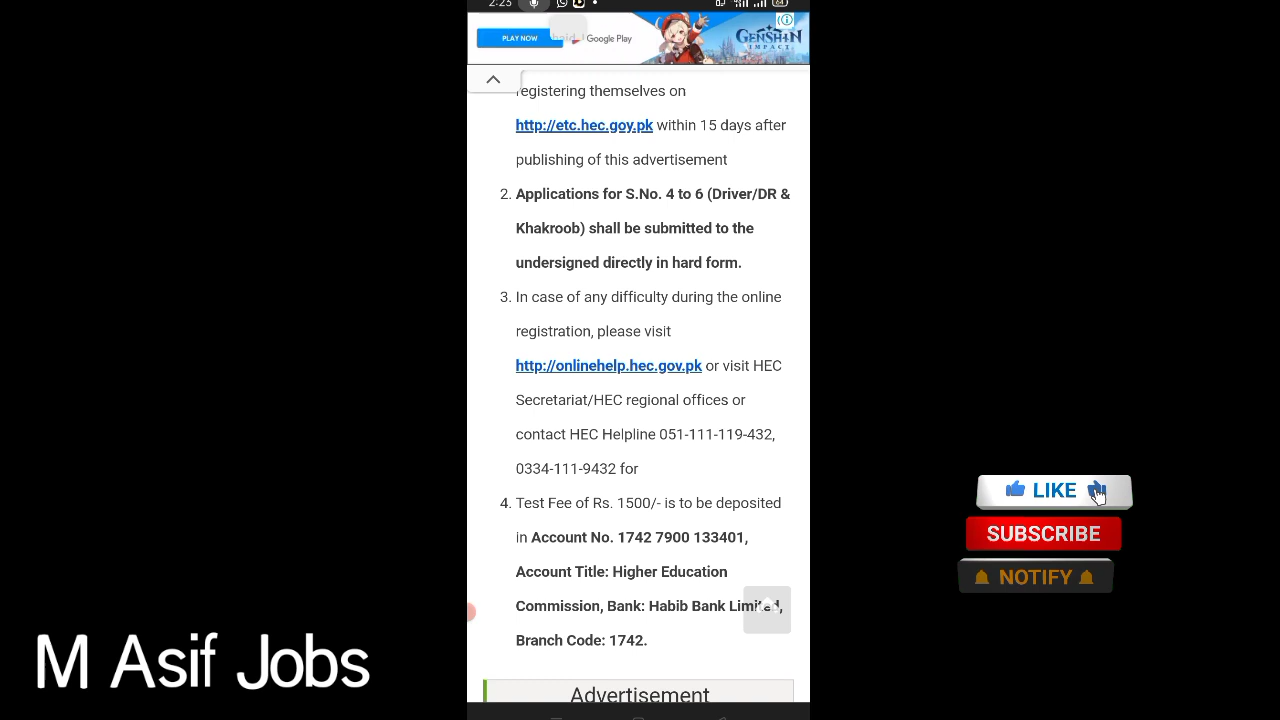 2:23
PLAY NOW
Google Play
GENSHIN
IMPACT
registering themselves on
http://etc.hec.goy.pk within 15 days after
publishing of this advertisement
2. Applications for S.No. 4 to 6 (Driver/DR &
Khakroob) shall be submitted to the
undersigned directly in hard form.
3. In case of any difficulty during the online
registration, please visit
http://onlinehelp.hec.gov.pk or visit HEC
Secretariat/HEC regional offices or
contact HEC Helpline 051-111-119-432,
0334-111-9432 for
4. Test Fee of Rs. 1500/- is to be deposited
in Account No. 1742 7900 133401,
Account Title: Higher Education
Commission, Bank: Habib Bank Limited,
Branch Code: 1742.
Advertisement
LIKE
SUBSCRIBE
NOTIFY
M Asif Jobs